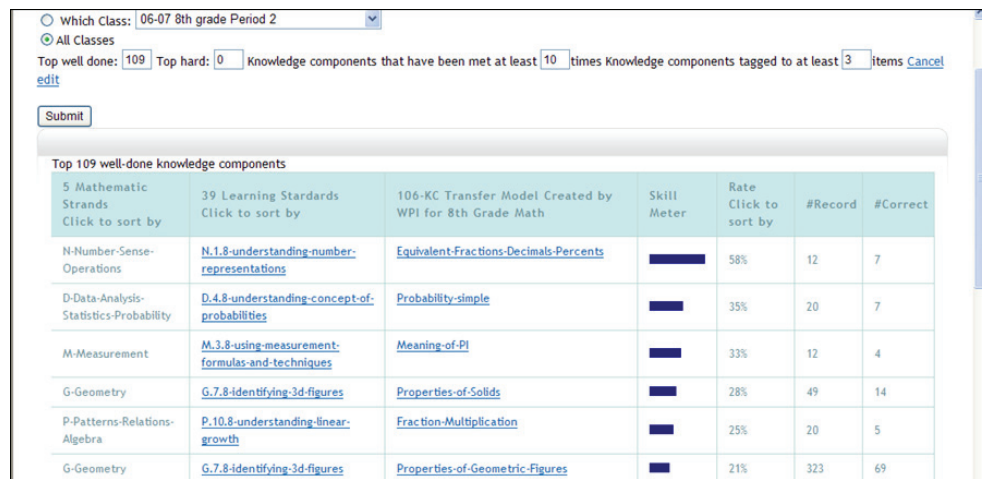 Which Class: 06-07 8th grade Period 2
All Classes
Top well done: 109 Top hard: 0 Knowledge components that have been met at least 10 times Knowledge components tagged to at least 3 items Cancel
edit
Submit
Top 109 well-done knowledge components
5 Mathematic Strands Click to sort by
39 Learning Stardards Click to sort by
106-KC Transfer Model Created by WPI for 8th Grade Math
Skill Meter
Rate Click to sort by
#Record
#Correct
N-Number-Sense-Operations
N.1.8-understanding-number-representations
Equivalent-Fractions-Decimals-Percents
58%
12
7
D-Data-Analysis-Statistics-Probability
D.4.8-understanding-concept-of-probabilities
Probability-simple
35%
20
7
M-Measurement
M.3.8-using-measurement-formulas-and-techniques
Meaning-of-PI
33%
12
4
G-Geometry
G.7.8-identifying-3d-figures
Properties-of-Solids
28%
49
14
P-Patterns-Relations-Algebra
P.10.8-understanding-linear-growth
Fraction-Multiplication
25%
20
5
G-Geometry
G.7.8-identifying-3d-figures
Properties-of-Geometric-Figures
21%
323
69